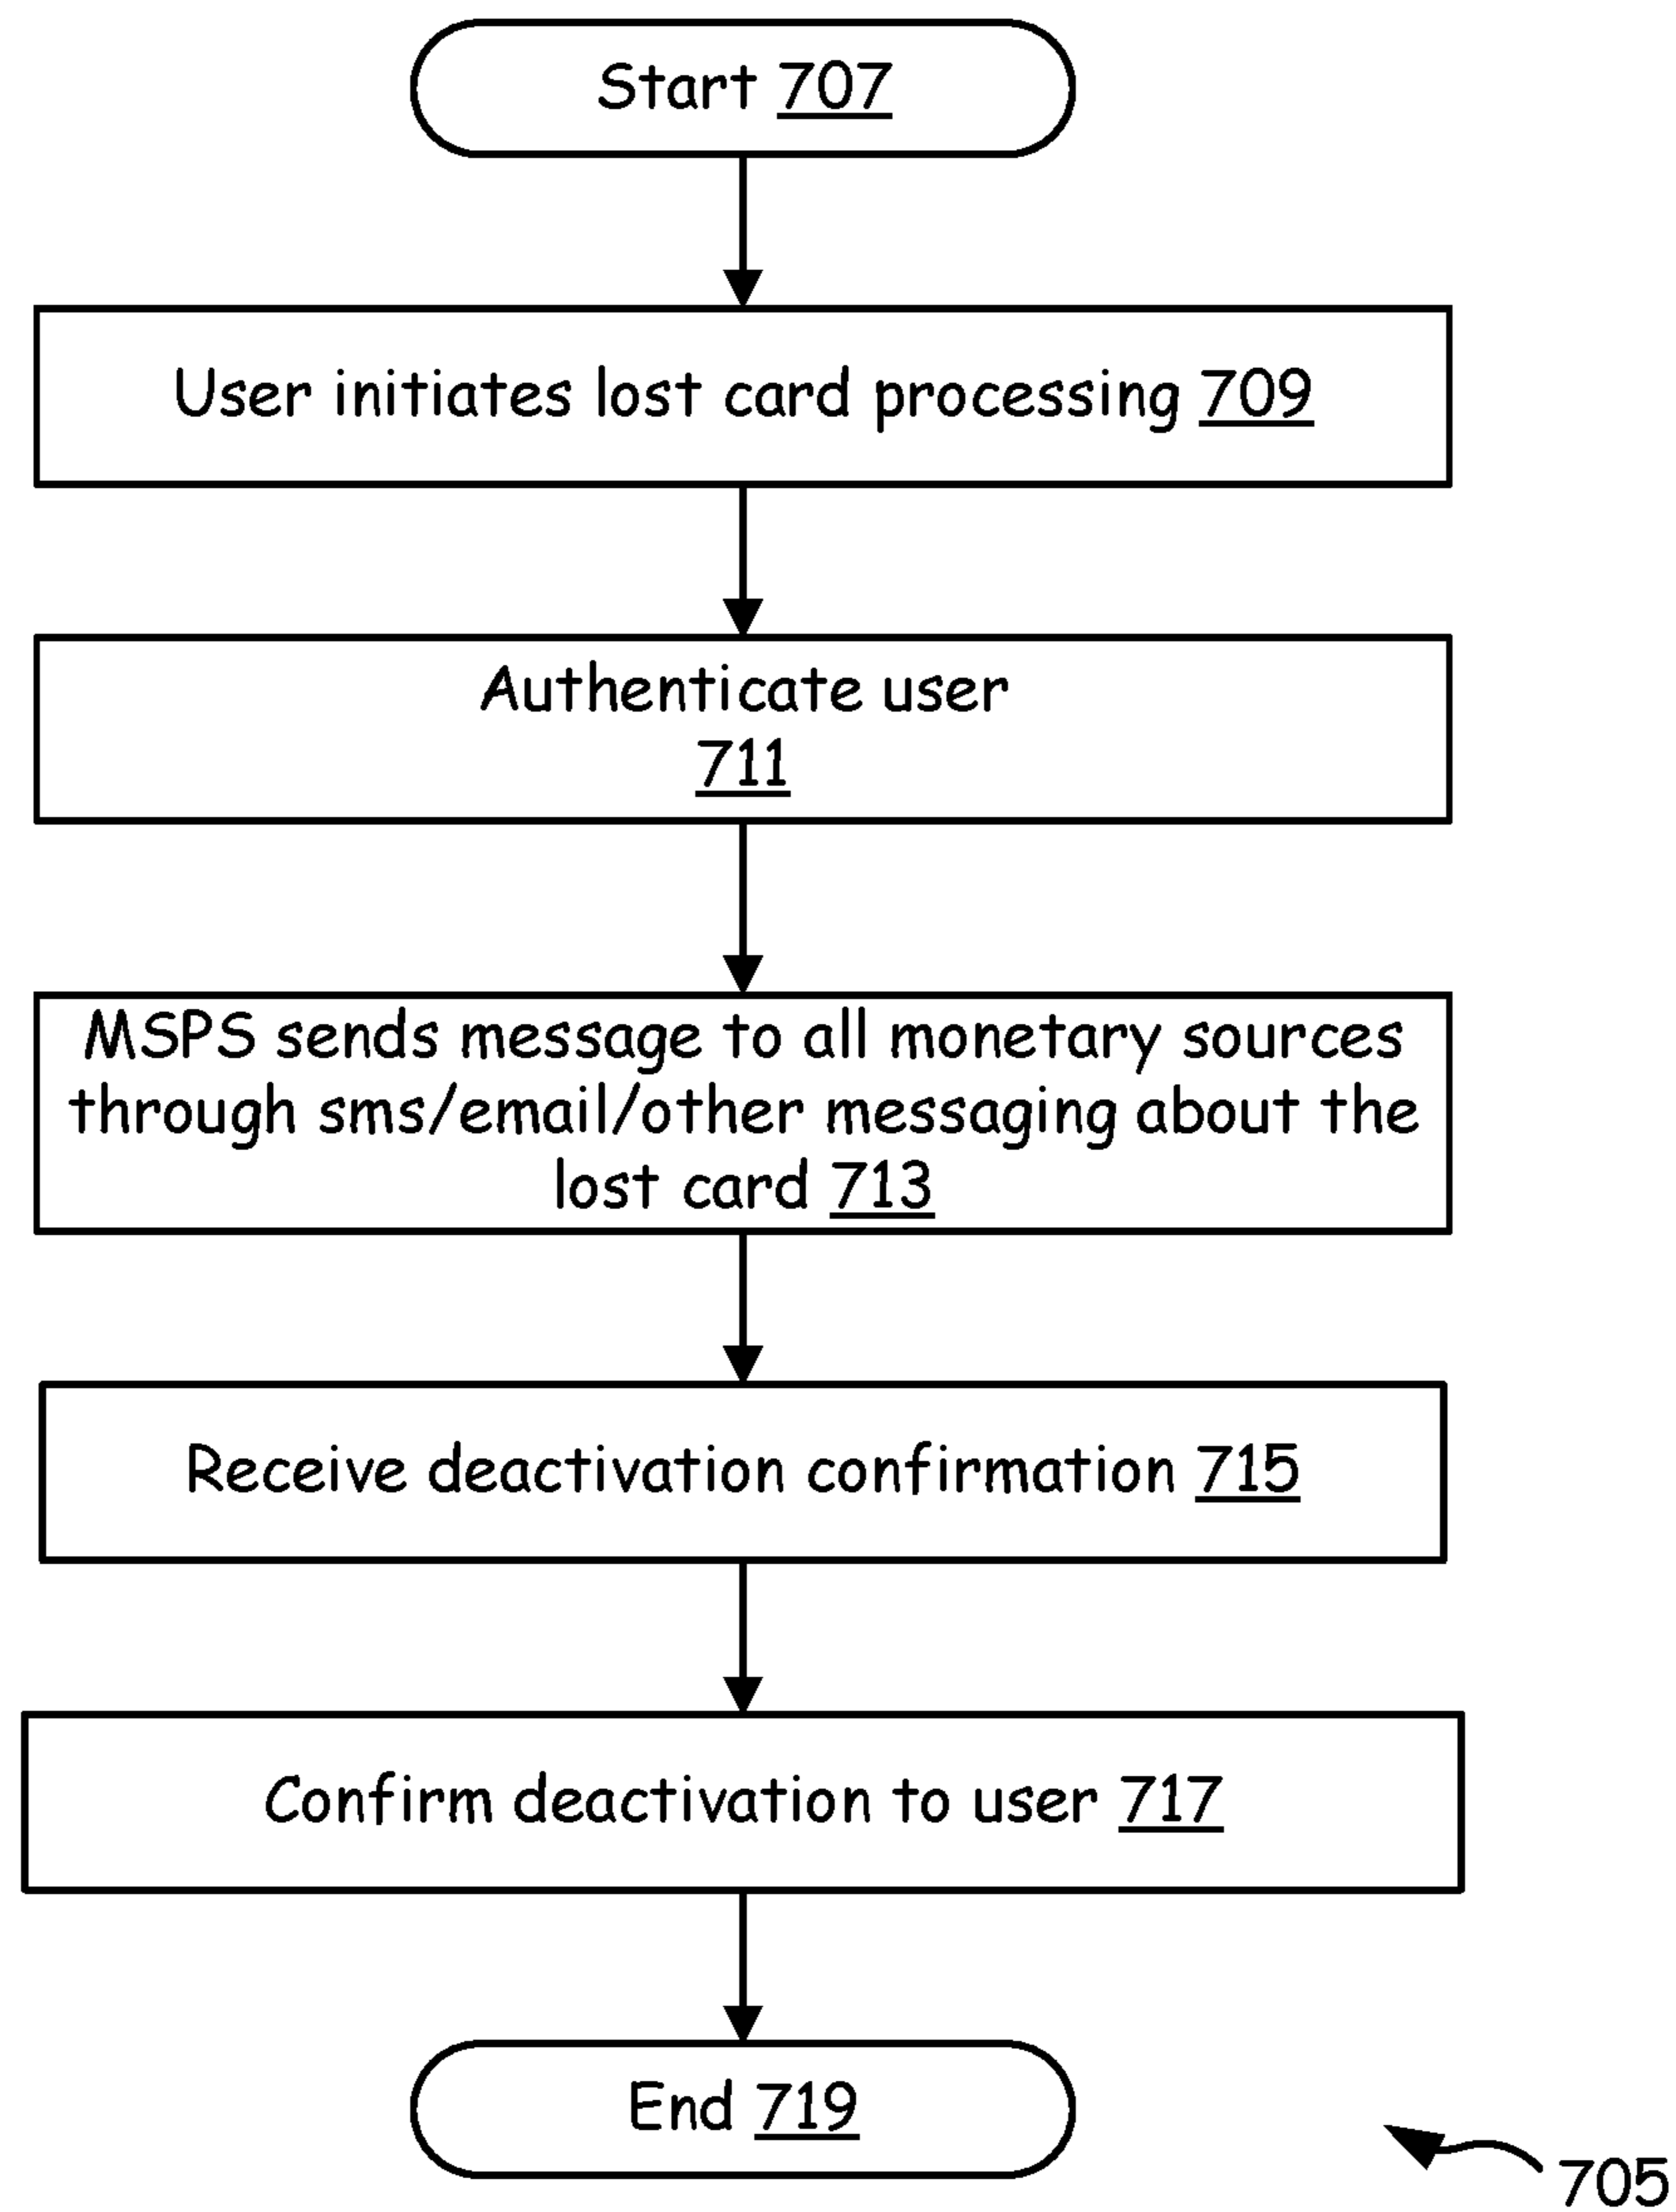 Start 707
User initiates lost card processing 709
Authenticate user
711
MSPS sends message to all monetary sources
through sms/email/other messaging about the
lost card 713
Receive deactivation confirmation 715
Confirm deactivation to user 717
End 719
705